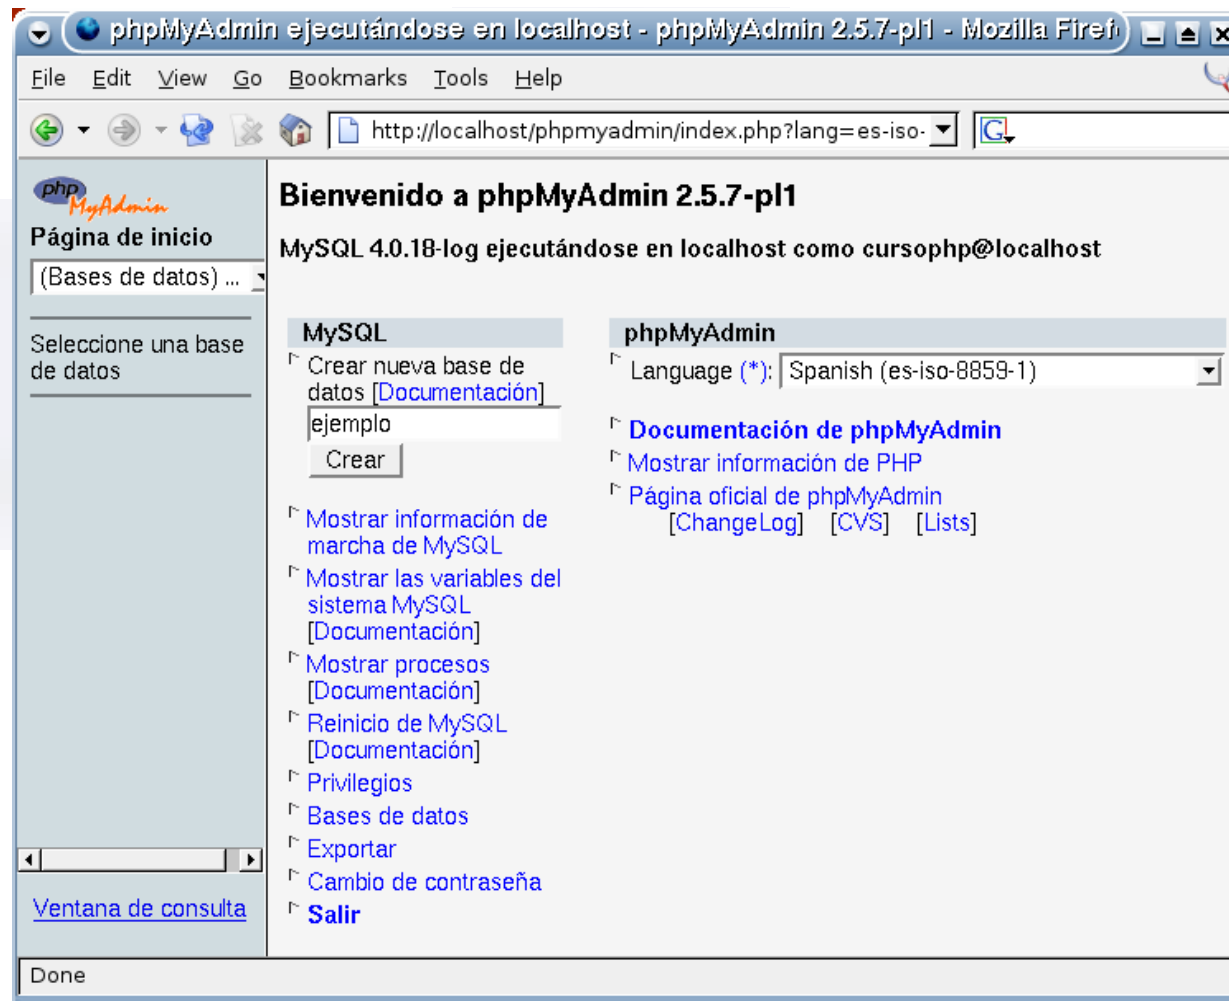 phpMyAdmin ejecutándose en localhost - phpMyAdmin 2.5.7-pl1 - Mozilla Firef
File Edit View Go Bookmarks Tools Help
http://localhost/phpmyadmin/index.php?lang=es-iso-
G
php
MyAdmin
Página de inicio
(Bases de datos) ...
Seleccione una base
de datos
Ventana de consulta
Bienvenido a phpMyAdmin 2.5.7-pl1
MySQL 4.0.18-log ejecutándose en localhost como cursophp@localhost
MySQL
Crear nueva base de
datos [Documentación]
ejemplo
Crear
Mostrar información de
marcha de MySQL
Mostrar las variables del
sistema MySQL
[Documentación]
Mostrar procesos
[Documentación]
Reinicio de MySQL
[Documentación]
Privilegios
Bases de datos
Exportar
Cambio de contraseña
Salir
phpMyAdmin
Language (*): Spanish (es-iso-8859-1)
Documentación de phpMyAdmin
Mostrar información de PHP
Página oficial de phpMyAdmin
[ChangeLog] [CVS] [Lists]
Done